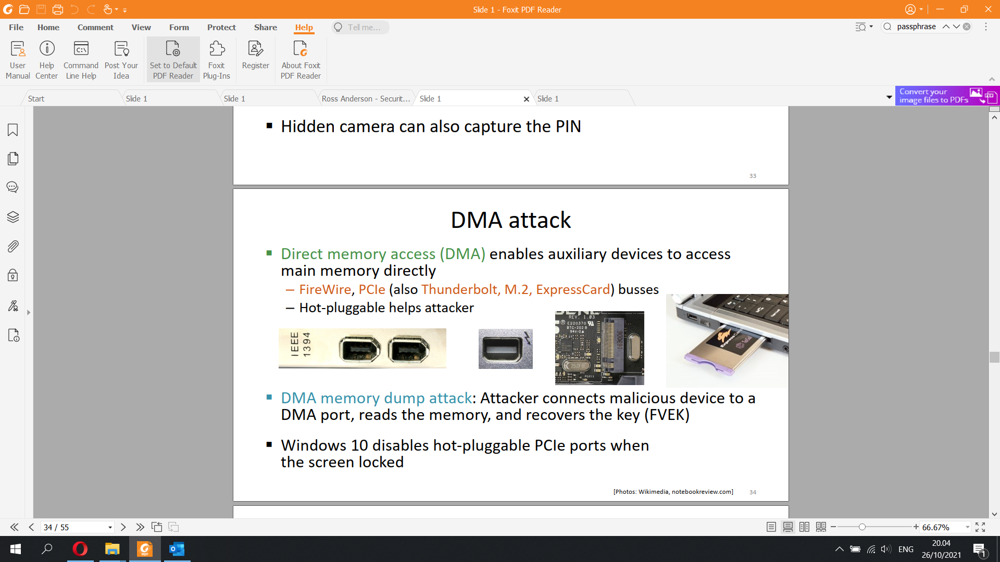 Slide 1 - Foxit PDF Reader
File Home Comment View Form Protect Share Help Tell me... passphrase
User Manual
Help Center
Command Line Help
Post Your Idea
Set to Default PDF Reader
Foxit Plug-Ins
Register
About Foxit PDF Reader
Start Slide 1 Slide 1 Ross Anderson - Securit... Slide 1 Slide 1
Convert your
image files to PDFs
▪ Hidden camera can also capture the PIN
33
DMA attack
▪ Direct memory access (DMA) enables auxiliary devices to access
main memory directly
– FireWire, PCIe (also Thunderbolt, M.2, ExpressCard) busses
– Hot-pluggable helps attacker
IEEE
1394
REV. 1.03
E220370
BTC-202B
94V-0
▪ DMA memory dump attack: Attacker connects malicious device to a
DMA port, reads the memory, and recovers the key (FVEK)
▪ Windows 10 disables hot-pluggable PCIe ports when
the screen locked
[Photos: Wikimedia, notebookreview.com] 34
34 / 55
66.67%
ENG
20.04
26/10/2021
1